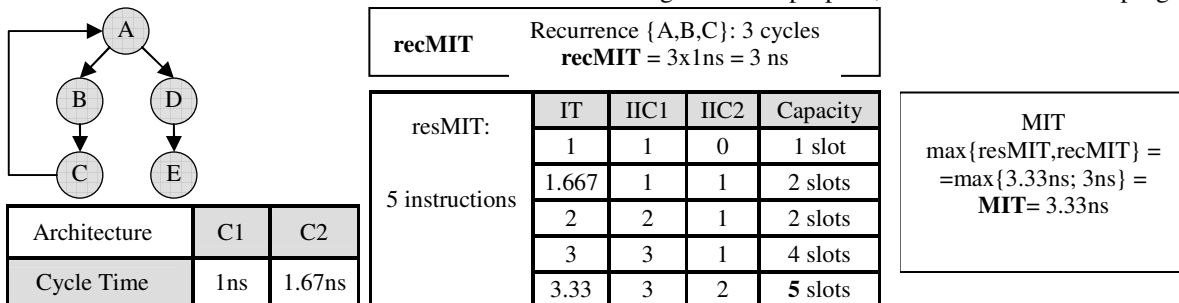 A
B
D
C
E
Architecture C1 C2
Cycle Time 1ns 1.67ns
recMIT
Recurrence {A,B,C}: 3 cycles
recMIT = 3x1ns = 3 ns
resMIT:
5 instructions
IT IIC1 IIC2 Capacity
1 1 0 1 slot
1.667 1 1 2 slots
2 2 1 2 slots
3 3 1 4 slots
3.33 3 2 5 slots
MIT
max{resMIT,recMIT} =
=max{3.33ns; 3ns} =
MIT= 3.33ns